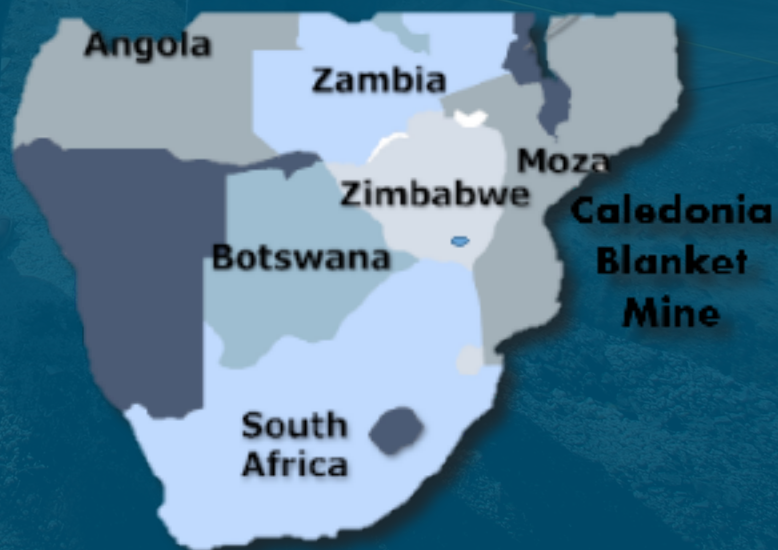 Angola
Zambia
Moza
Zimbabwe
Caledonia
Blanket
Mine
Botswana
South
Africa